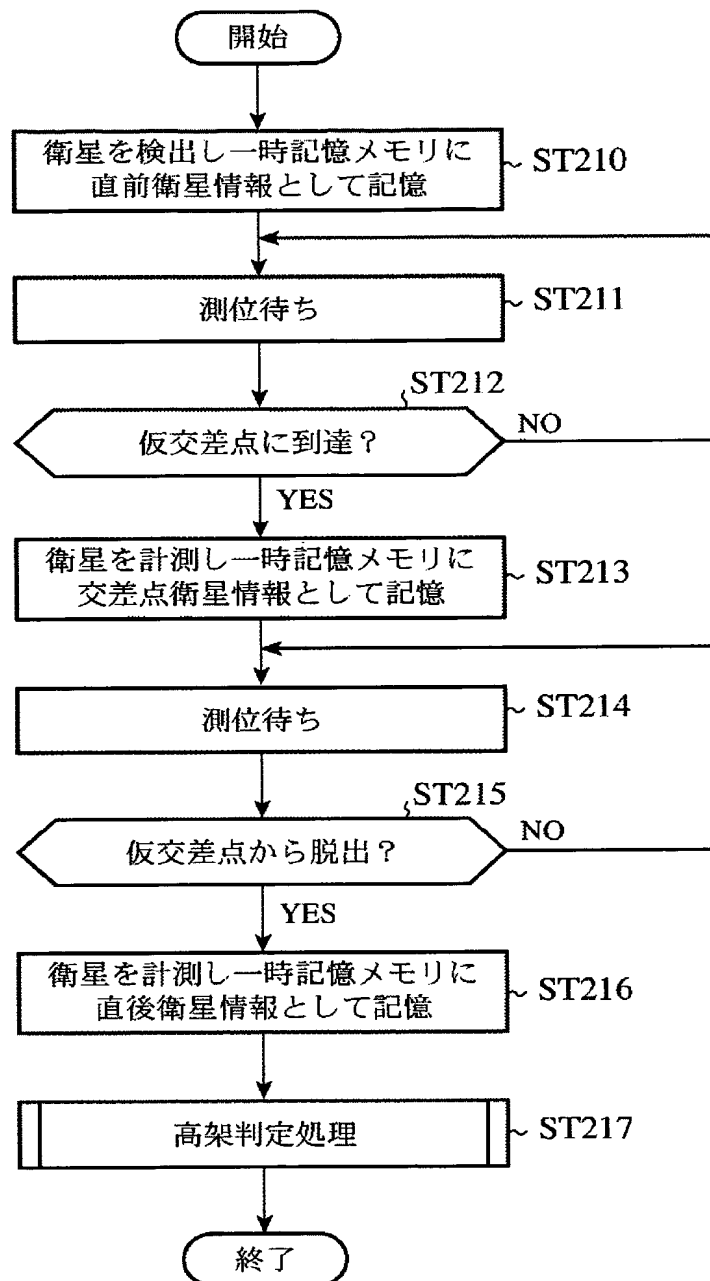 開始
衛星を検出し一時記憶メモリに
直前衛星情報として記憶
ST210
測位待ち
ST211
ST212
仮交差点に到達？
NO
YES
衛星を計測し一時記憶メモリに
交差点衛星情報として記憶
ST213
測位待ち
ST214
ST215
仮交差点から脱出？
NO
YES
衛星を計測し一時記憶メモリに
直後衛星情報として記憶
ST216
高架判定処理
ST217
終了